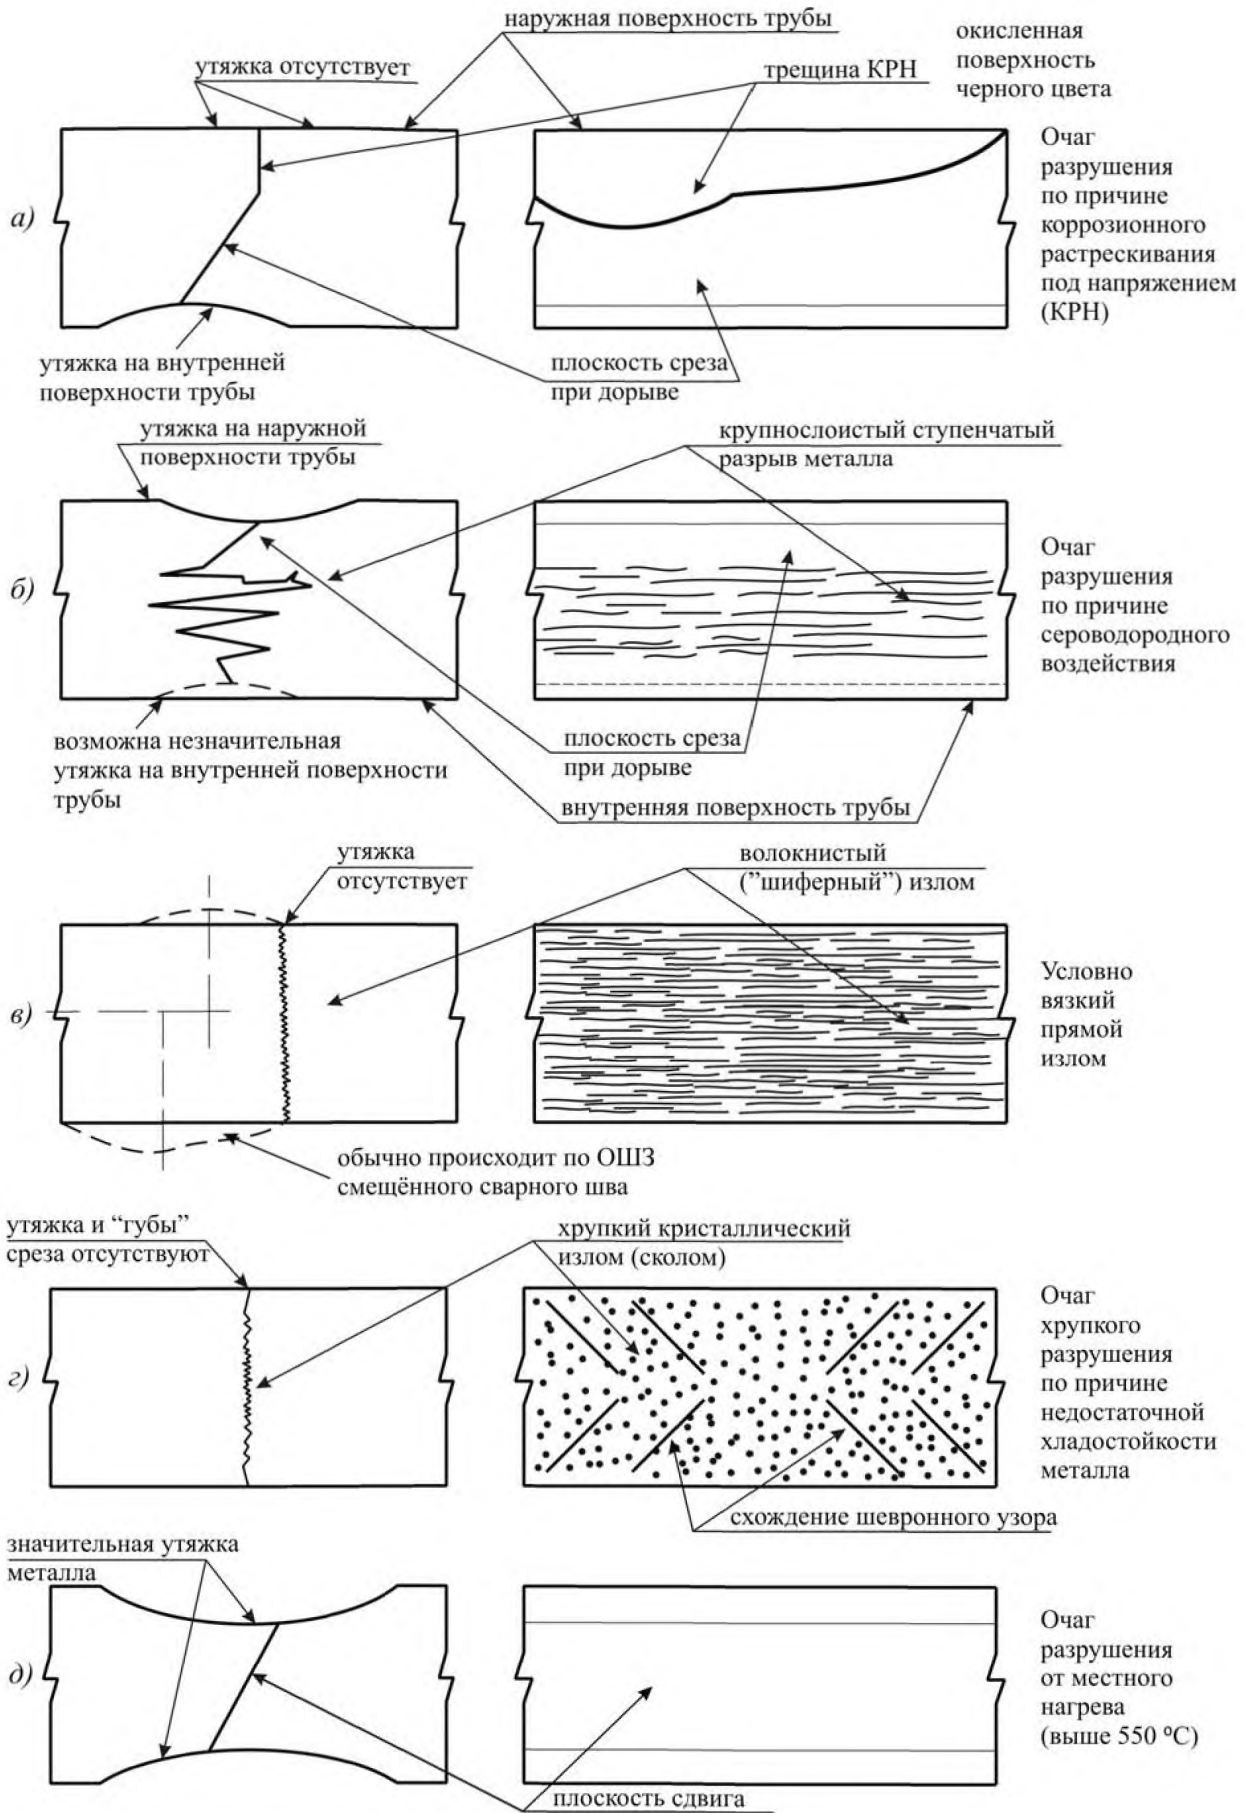 наружная поверхность трубы
утяжка отсутствует
трещина КРН
окисленная
поверхность
черного цвета
а)
Очаг
разрушения
по причине
коррозионного
растрескивания
под напряжением
(КРН)
утяжка на внутренней
поверхности трубы
плоскость среза
при дорыве
утяжка на наружной
поверхности трубы
крупнослоистый ступенчатый
разрыв металла
б)
Очаг
разрушения
по причине
сероводородного
воздействия
возможна незначительная
утяжка на внутренней поверхности
трубы
плоскость среза
при дорыве
внутренняя поверхность трубы
утяжка
отсутствует
волокнистый
("шиферный") излом
в)
Условно
вязкий
прямой
излом
обычно происходит по ОШЗ
смещённого сварного шва
утяжка и “губы”
среза отсутствуют
хрупкий кристаллический
излом (сколом)
г)
Очаг
хрупкого
разрушения
по причине
недостаточной
хладостойкости
металла
схождение шевронного узора
значительная утяжка
металла
д)
Очаг
разрушения
от местного
нагрева
(выше 550 ⁰С)
плоскость сдвига